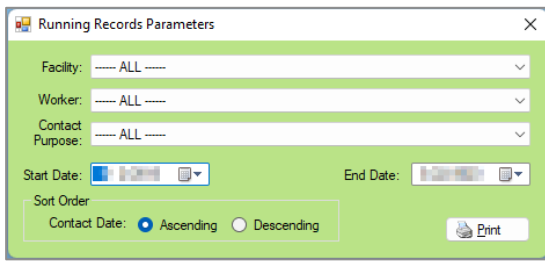 Running Records Parameters
Facility: ------ ALL ------
Worker: ------ ALL ------
Contact
Purpose: ------ ALL ------
Start Date: End Date:
Sort Order
Contact Date: Ascending Descending
Print